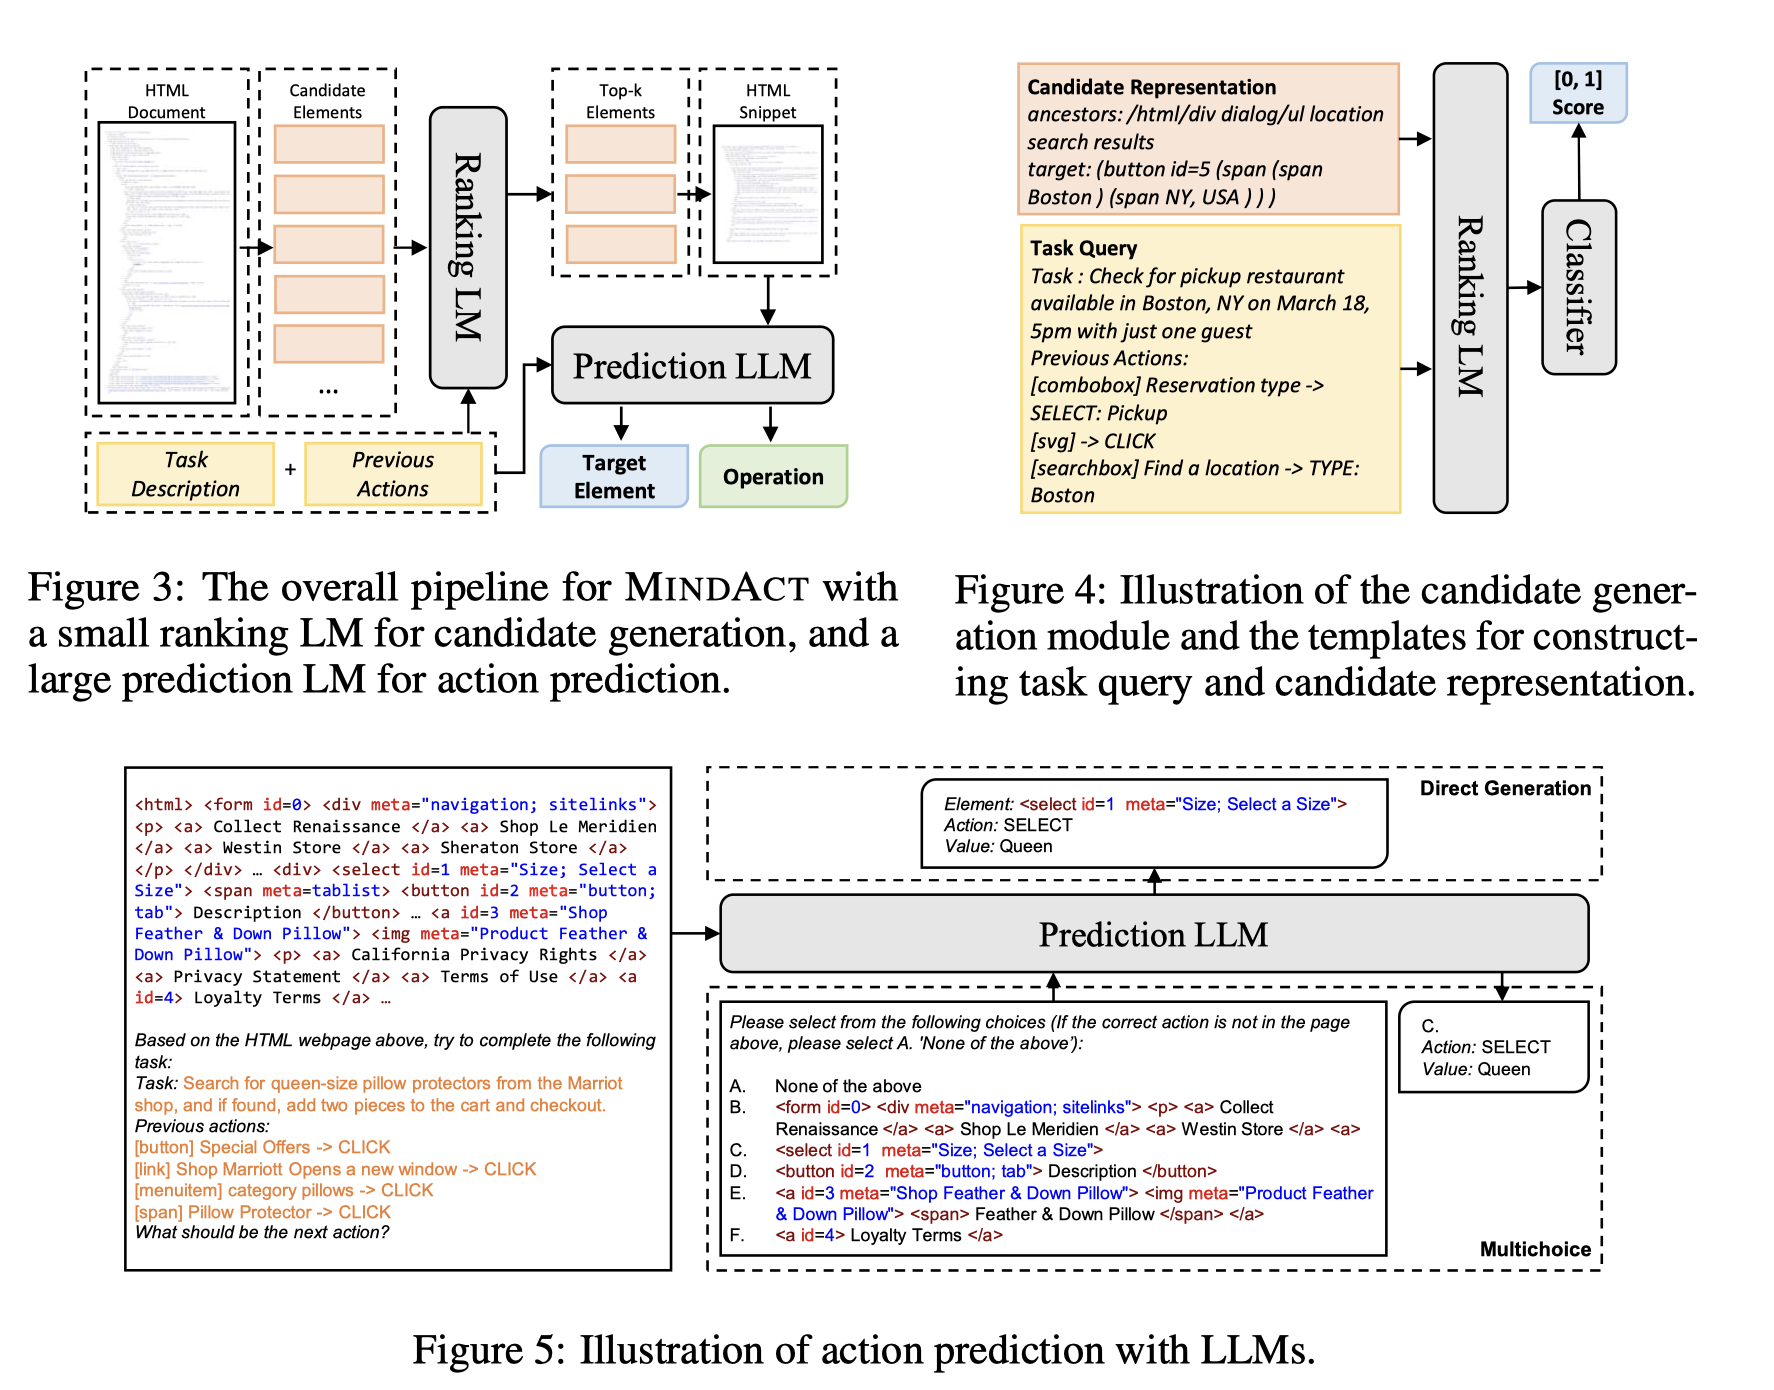 HTML
Document
Candidate
Elements
...
Ranking LM
Top-k
Elements
HTML
Snippet
Prediction LLM
Task
Description
+
Previous
Actions
Target
Element
Operation
Figure 3: The overall pipeline for MINDACT with
a small ranking LM for candidate generation, and a
large prediction LM for action prediction.
Candidate Representation
ancestors: /html/div dialog/ul location
search results
target: (button id=5 (span (span
Boston ) (span NY, USA ) ) )
Task Query
Task : Check for pickup restaurant
available in Boston, NY on March 18,
5pm with just one guest
Previous Actions:
[combobox] Reservation type ->
SELECT: Pickup
[svg] -> CLICK
[searchbox] Find a location -> TYPE:
Boston
Ranking LM
[0, 1]
Score
Classifier
Figure 4: Illustration of the candidate gener-
ation module and the templates for construct-
ing task query and candidate representation.
<html> <form id=0> <div meta="navigation; sitelinks">
<p> <a> Collect Renaissance </a> <a> Shop Le Meridien
</a> <a> Westin Store </a> <a> Sheraton Store </a>
</p> </div> … <div> <select id=1 meta="Size; Select a
Size"> <span meta=tablist> <button id=2 meta="button;
tab"> Description </button> … <a id=3 meta="Shop
Feather & Down Pillow"> <img meta="Product Feather &
Down Pillow"> <p> <a> California Privacy Rights </a>
<a> Privacy Statement </a> <a> Terms of Use </a> <a
id=4> Loyalty Terms </a> …
Based on the HTML webpage above, try to complete the following
task:
Task: Search for queen-size pillow protectors from the Marriot
shop, and if found, add two pieces to the cart and checkout.
Previous actions:
[button] Special Offers -> CLICK
[link] Shop Marriott Opens a new window -> CLICK
[menuitem] category pillows -> CLICK
[span] Pillow Protector -> CLICK
What should be the next action?
Direct Generation
Element: <select id=1 meta="Size; Select a Size">
Action: SELECT
Value: Queen
Prediction LLM
Please select from the following choices (If the correct action is not in the page
above, please select A. 'None of the above'):
A. None of the above
B. <form id=0> <div meta="navigation; sitelinks"> <p> <a> Collect
Renaissance </a> <a> Shop Le Meridien </a> <a> Westin Store </a> <a>
C. <select id=1 meta="Size; Select a Size">
D. <button id=2 meta="button; tab"> Description </button>
E. <a id=3 meta="Shop Feather & Down Pillow"> <img meta="Product Feather
& Down Pillow"> <span> Feather & Down Pillow </span> </a>
F. <a id=4> Loyalty Terms </a>
C.
Action: SELECT
Value: Queen
Multichoice
Figure 5: Illustration of action prediction with LLMs.